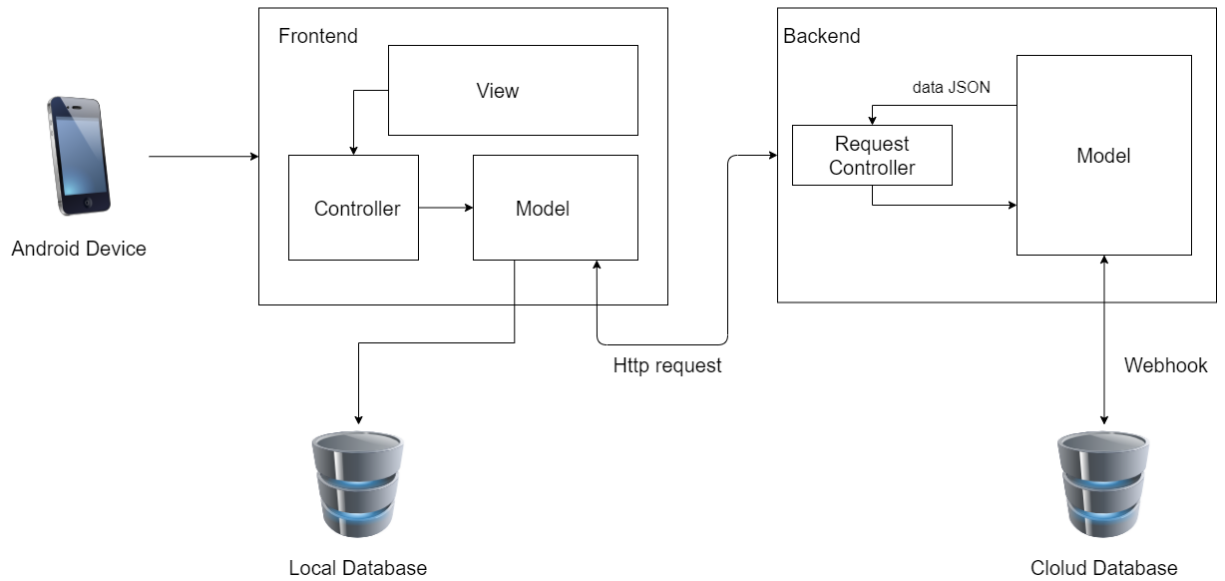 Frontend
Backend
View
data JSON
Request
Controller
Model
Controller
Model
Android Device
Http request
Webhook
Local Database
Clolud Database